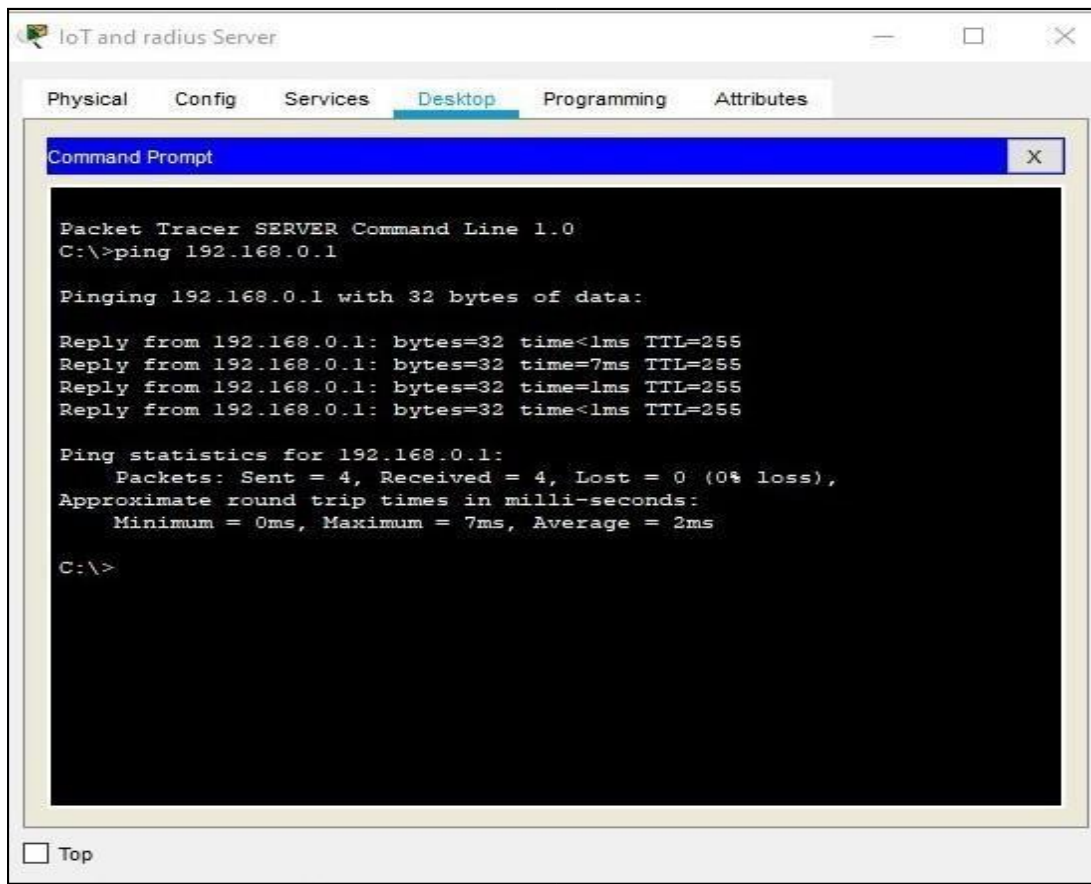 IoT and radius Server
Physical Config Services Desktop Programming Attributes
Command Prompt X
Packet Tracer SERVER Command Line 1.0
C:\>ping 192.168.0.1
Pinging 192.168.0.1 with 32 bytes of data:
Reply from 192.168.0.1: bytes=32 time<1ms TTL=255
Reply from 192.168.0.1: bytes=32 time=7ms TTL=255
Reply from 192.168.0.1: bytes=32 time=1ms TTL=255
Reply from 192.168.0.1: bytes=32 time<1ms TTL=255
Ping statistics for 192.168.0.1:
Packets: Sent = 4, Received = 4, Lost = 0 (0% loss),
Approximate round trip times in milli-seconds:
Minimum = 0ms, Maximum = 7ms, Average = 2ms
C:\>
Top